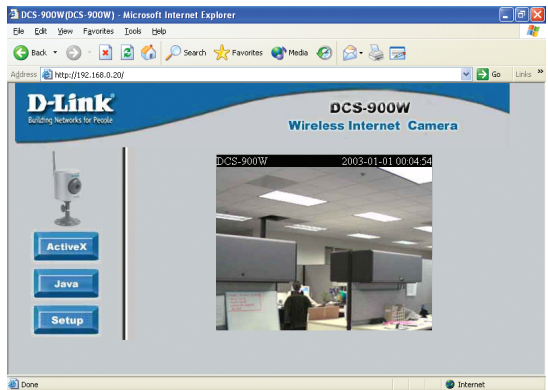 DCS-900W(DCS-900W) - Microsoft Internet Explorer
File Edit View Favorites Tools Help
Back Search Favorites Media
Address http://192.168.0.20/ Go Links »
D-Link
Building Networks for People
DCS-900W
Wireless Internet Camera
DCS-900W 2003-01-01 00:04:54
ActiveX
Java
Setup
Done Internet